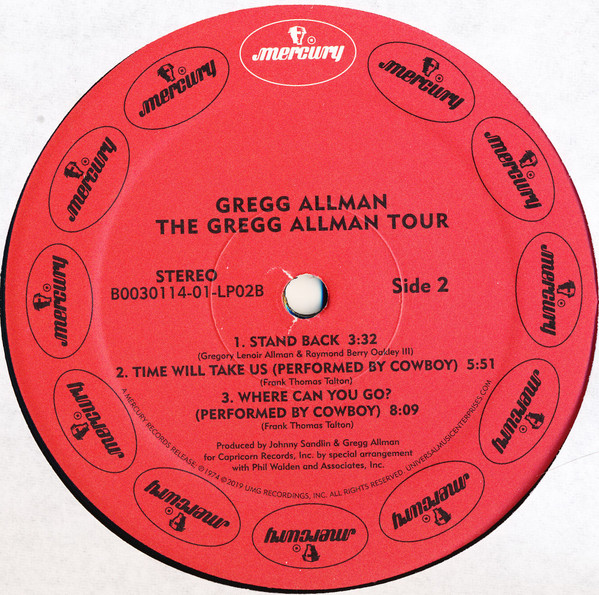 mercury
mercury
mercury
mercury
mercury
mercury
mercury
mercury
mercury
mercury
mercury
mercury
GREGG ALLMAN
THE GREGG ALLMAN TOUR
STEREO
B0030114-01-LP02B
Side 2
1. STAND BACK 3:32
(Gregory Lenoir Allman & Raymond Berry Oakley III)
2. TIME WILL TAKE US (PERFORMED BY COWBOY) 5:51
(Frank Thomas Talton)
3. WHERE CAN YOU GO?
(PERFORMED BY COWBOY) 8:09
(Frank Thomas Talton)
Produced by Johnny Sandlin & Gregg Allman
for Capricorn Records, Inc. by special arrangement
with Phil Walden and Associates, Inc.
A MERCURY RECORDS RELEASE; ℗1974 ©2019 UMG RECORDINGS, INC. ALL RIGHTS RESERVED. UNIVERSALMUSICENTERPRISES.COM